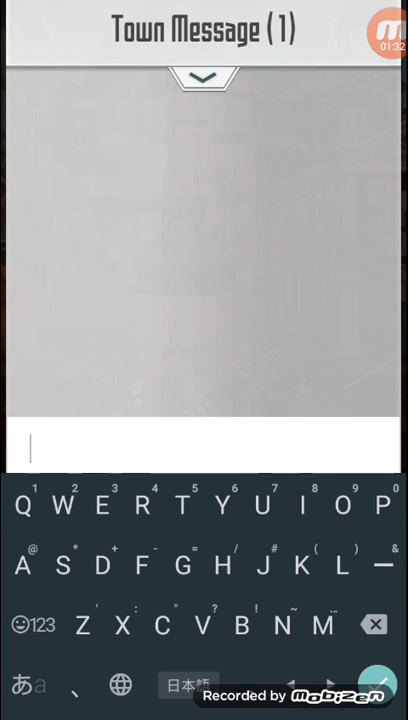 Town Message (1)
01:32
1 2 3 4 5 6 7 8 9 0
Q W E R T Y U I O P
@ * + - = / # ( ) &
A S D F G H J K L ー
' : " ? ! ~ …
123 Z X C V B N M
あa 、 日本語
Recorded by mobizen